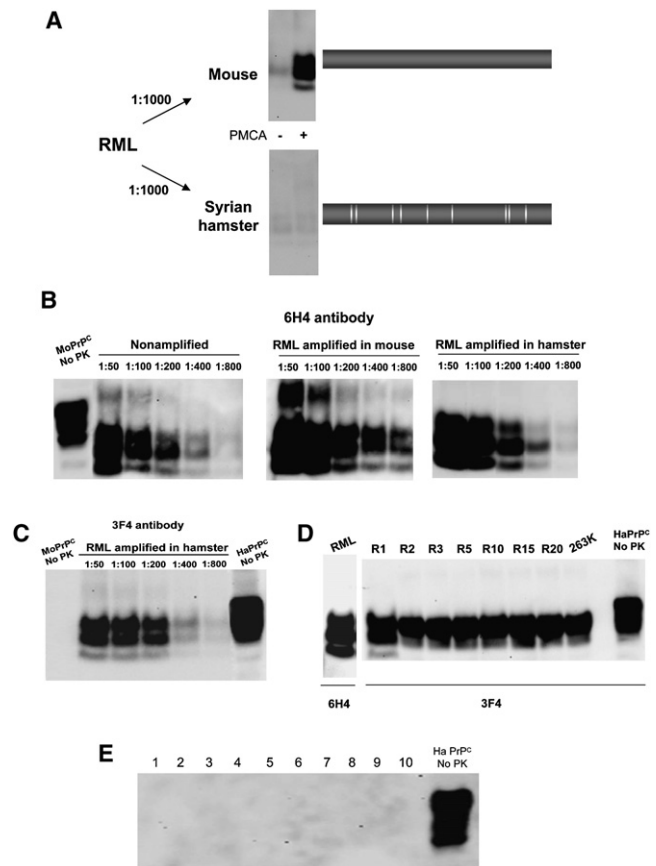 A
Mouse
1:1000
RML
PMCA - +
1:1000
Syrian
hamster
B
6H4 antibody
MoPrPᶜ
No PK
Nonamplified
1:50 1:100 1:200 1:400 1:800
RML amplified in mouse
1:50 1:100 1:200 1:400 1:800
RML amplified in hamster
1:50 1:100 1:200 1:400 1:800
C
3F4 antibody
MoPrPᶜ
No PK
RML amplified in hamster
1:50 1:100 1:200 1:400 1:800
HaPrPᶜ
No PK
D
RML R1 R2 R3 R5 R10 R15 R20 263K
HaPrPᶜ
No PK
6H4 3F4
E
1 2 3 4 5 6 7 8 9 10
Ha PrPᶜ
No PK